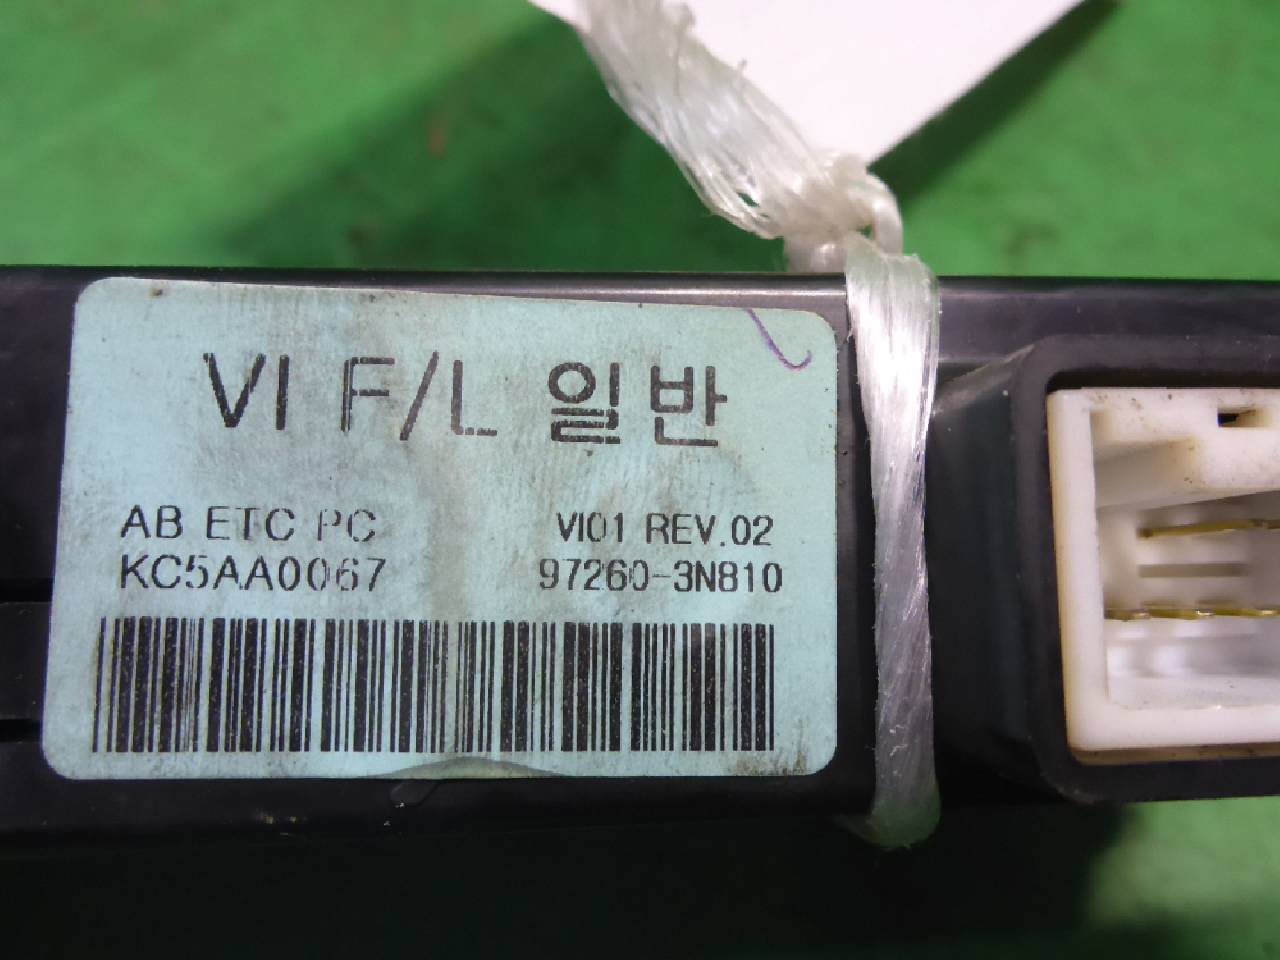 VI F/L 일반
AB ETC PC VI01 REV.02
KC5AA0067 97260-3N810